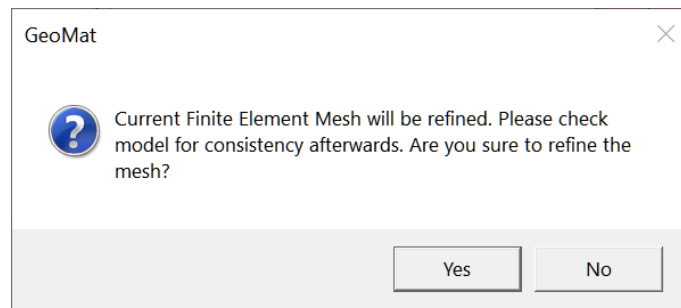 GeoMat
Current Finite Element Mesh will be refined. Please check
model for consistency afterwards. Are you sure to refine the
mesh?
Yes
No